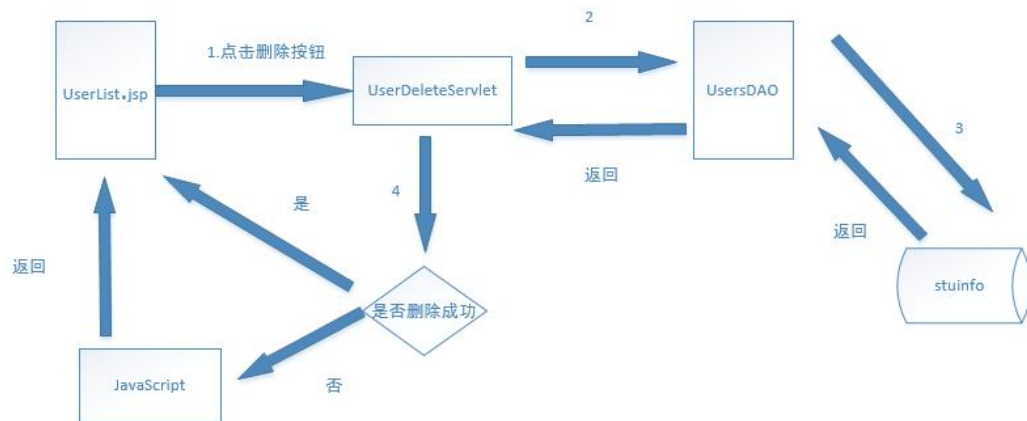 2
1.点击删除按钮
UserList.jsp
UserDeleteServlet
UsersDAO
3
返回
4
是
返回
返回
stuinfo
是否删除成功
JavaScript
否